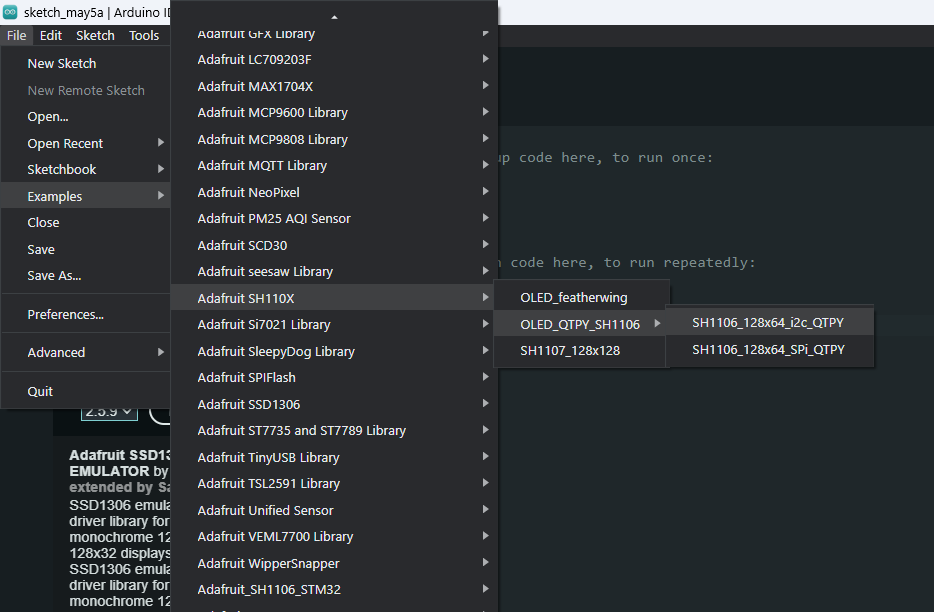 sketch_may5a | Arduino ID
File Edit Sketch Tools
New Sketch
New Remote Sketch
Open...
Open Recent
Sketchbook
Examples
Close
Save
Save As...
Preferences...
Advanced
Quit
Adafruit GFX Library
Adafruit LC709203F
Adafruit MAX1704X
Adafruit MCP9600 Library
Adafruit MCP9808 Library
Adafruit MQTT Library
Adafruit NeoPixel
Adafruit PM25 AQI Sensor
Adafruit SCD30
Adafruit seesaw Library
Adafruit SH110X
Adafruit Si7021 Library
Adafruit SleepyDog Library
Adafruit SPIFlash
Adafruit SSD1306
Adafruit ST7735 and ST7789 Library
Adafruit TinyUSB Library
Adafruit TSL2591 Library
Adafruit Unified Sensor
Adafruit VEML7700 Library
Adafruit WipperSnapper
Adafruit_SH1106_STM32
OLED_featherwing
OLED_QTPY_SH1106
SH1107_128x128
SH1106_128x64_i2c_QTPY
SH1106_128x64_SPi_QTPY
up code here, to run once:
code here, to run repeatedly:
2.5.9
Adafruit SSD13
EMULATOR by
extended by Sa
SSD1306 emula
driver library for
monochrome 12
128x32 displays
SSD1306 emula
driver library for
monochrome 12